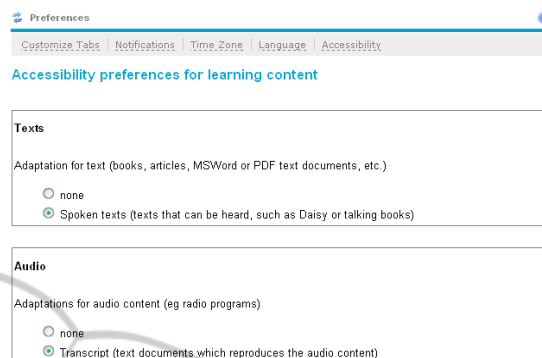 Preferences
Customize Tabs | Notifications | Time Zone | Language | Accessibility
Accessibility preferences for learning content
Texts
Adaptation for text (books, articles, MSWord or PDF text documents, etc.)
none
Spoken texts (texts that can be heard, such as Daisy or talking books)
Audio
Adaptations for audio content (eg radio programs)
none
Transcript (text documents which reproduces the audio content)